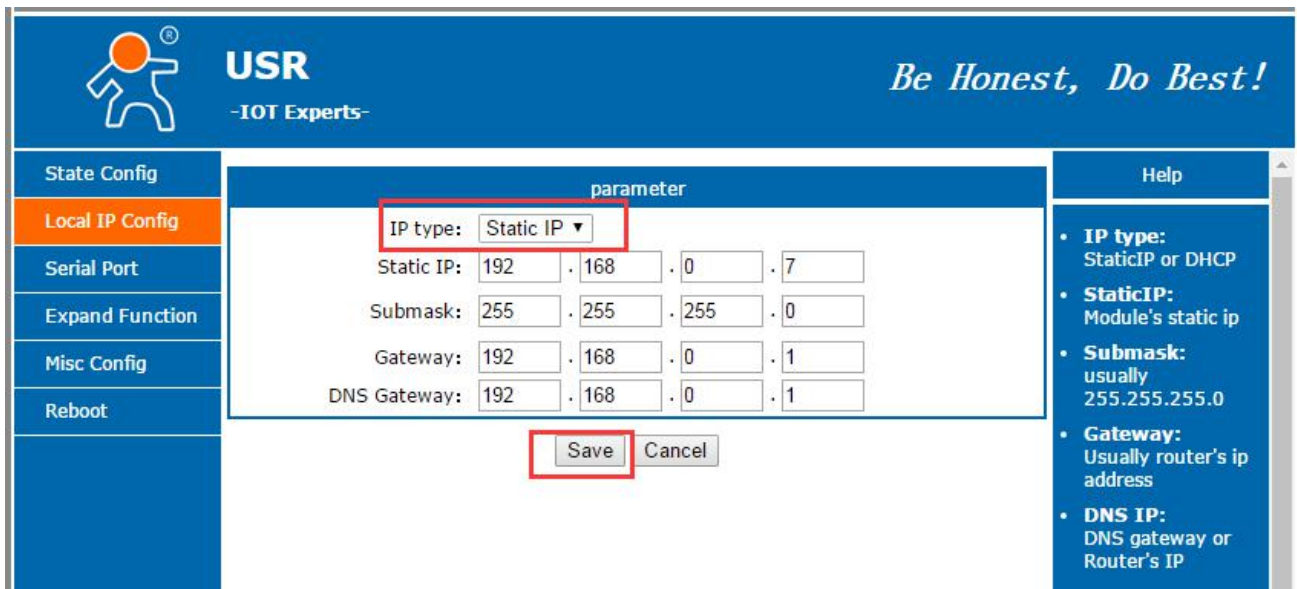 ®
USR
-IOT Experts-
Be Honest, Do Best!
State Config
Local IP Config
Serial Port
Expand Function
Misc Config
Reboot
parameter
IP type: Static IP ▼
Static IP: 192 . 168 . 0 . 7
Submask: 255 . 255 . 255 . 0
Gateway: 192 . 168 . 0 . 1
DNS Gateway: 192 . 168 . 0 . 1
Save Cancel
Help
• IP type:
StaticIP or DHCP
• StaticIP:
Module's static ip
• Submask:
usually
255.255.255.0
• Gateway:
Usually router's ip
address
• DNS IP:
DNS gateway or
Router's IP